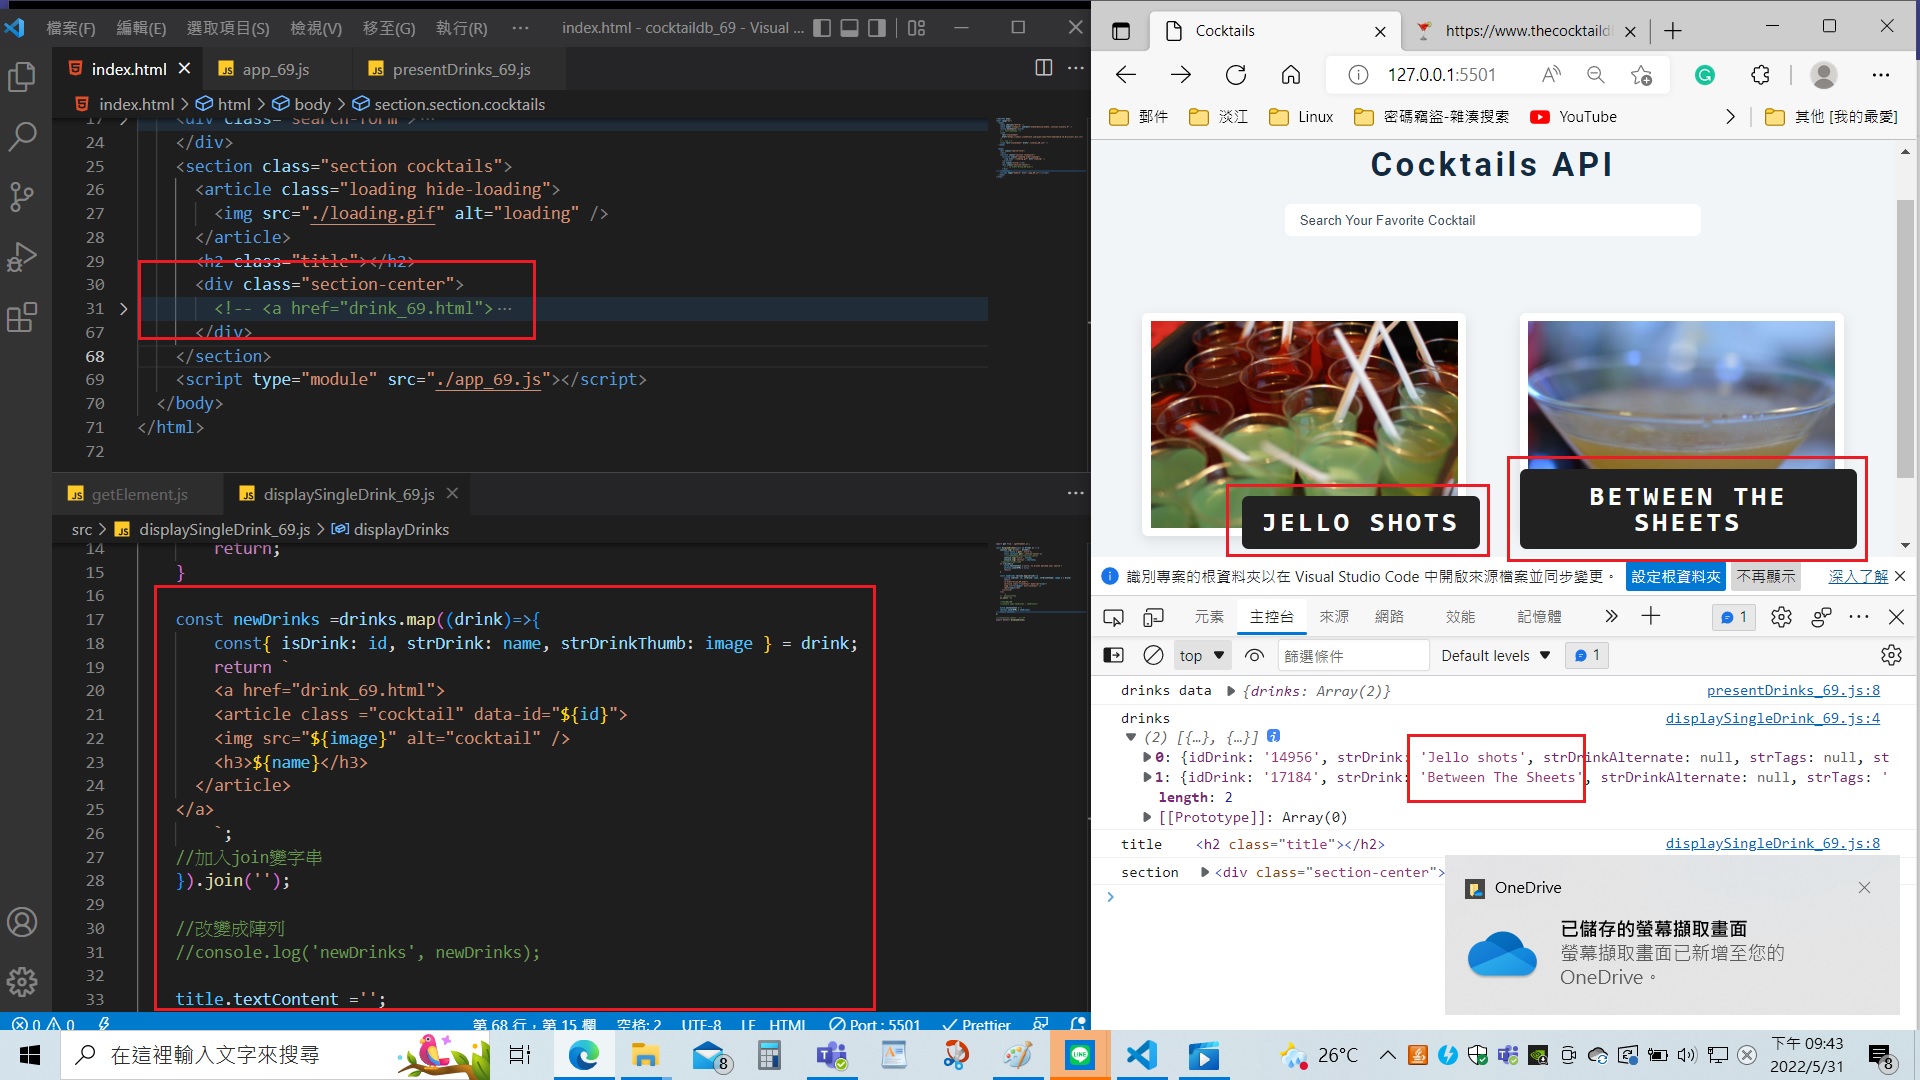 檔案(F) 編輯(E) 選取項目(S) 檢視(V) 移至(G) 執行(R) ··· index.html - cocktaildb_69 - Visual ...
index.html app_69.js presentDrinks_69.js
index.html > html > body > section.section.cocktails
17 <div class="search-form">···
24 </div>
25 <section class="section cocktails">
26 <article class="loading hide-loading">
27 <img src="./loading.gif" alt="loading" />
28 </article>
29 <h2 class="title"></h2>
30 <div class="section-center">
31 <!-- <a href="drink_69.html">···
67 </div>
68 </section>
69 <script type="module" src="./app_69.js"></script>
70 </body>
71 </html>
72
getElement.js displaySingleDrink_69.js
src > displaySingleDrink_69.js > displayDrinks
14 return;
15 }
16
17 const newDrinks =drinks.map((drink)=>{
18 const{ isDrink: id, strDrink: name, strDrinkThumb: image } = drink;
19 return `
20 <a href="drink_69.html">
21 <article class ="cocktail" data-id="${id}">
22 <img src="${image}" alt="cocktail" />
23 <h3>${name}</h3>
24 </article>
25 </a>
26 `;
27 //加入join變字串
28 }).join('');
29
30 //改變成陣列
31 //console.log('newDrinks', newDrinks);
32
33 title.textContent ='';
0 0 第 68 行，第 15 欄 空格: 2 UTF-8 LF HTML Port : 5501 Prettier
Cocktails https://www.thecocktaild
127.0.0.1:5501
郵件 淡江 Linux 密碼竊盜-雜湊搜索 YouTube 其他 [我的最愛]
Cocktails API
Search Your Favorite Cocktail
JELLO SHOTS
BETWEEN THE
SHEETS
識別專案的根資料夾以在 Visual Studio Code 中開啟來源檔案並同步變更。 設定根資料夾 不再顯示 深入了解
元素 主控台 來源 網路 效能 記憶體 1
top 篩選條件 Default levels 1
drinks data {drinks: Array(2)} presentDrinks_69.js:8
drinks displaySingleDrink_69.js:4
(2) [{…}, {…}]
0: {idDrink: '14956', strDrink: 'Jello shots', strDrinkAlternate: null, strTags: null, st
1: {idDrink: '17184', strDrink: 'Between The Sheets', strDrinkAlternate: null, strTags: '
length: 2
[[Prototype]]: Array(0)
title <h2 class="title"></h2> displaySingleDrink_69.js:8
section <div class="section-center">
OneDrive
已儲存的螢幕擷取畫面
螢幕擷取畫面已新增至您的
OneDrive。
在這裡輸入文字來搜尋 8 26°C 下午 09:43
2022/5/31 8